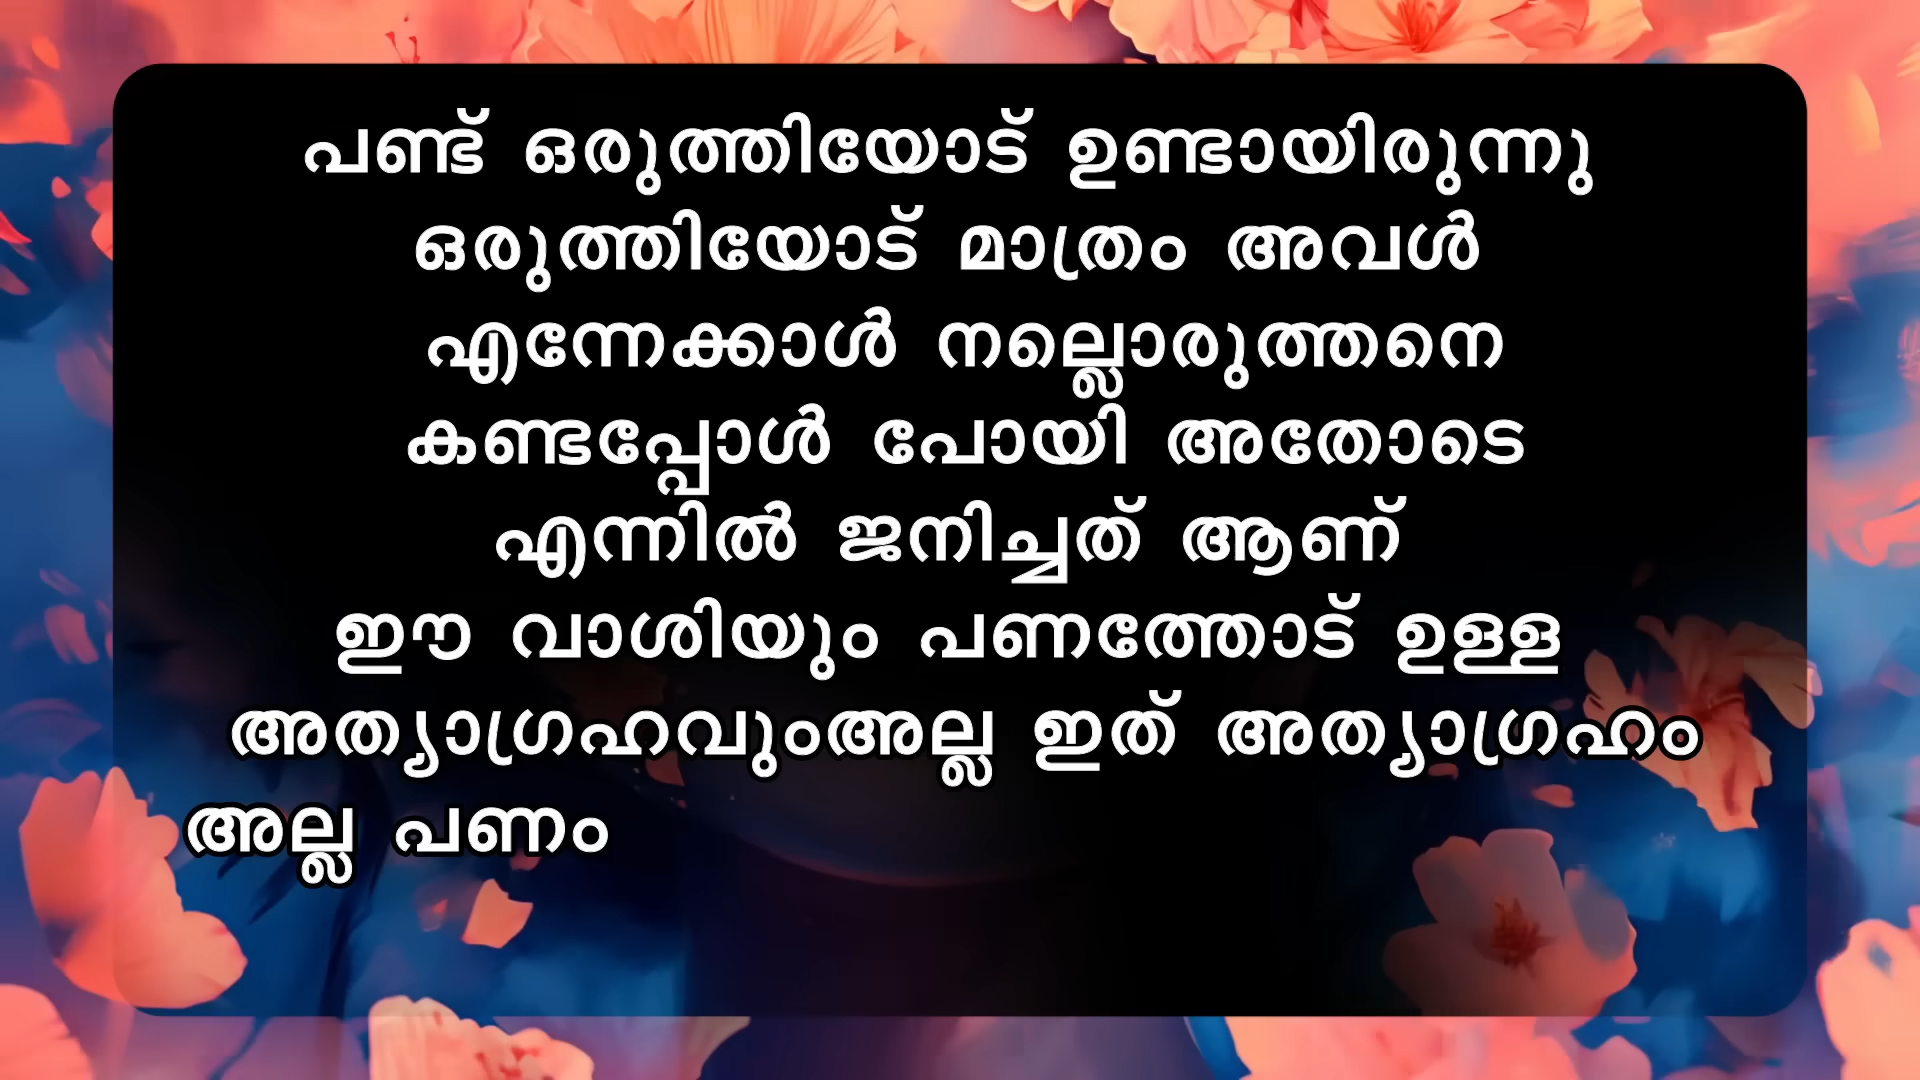 പണ്ട് ഒരുത്തിയോട് ഉണ്ടായിരുന്നു
ഒരുത്തിയോട് മാത്രം അവൾ
എന്നേക്കാൾ നല്ലൊരുത്തനെ
കണ്ടപ്പോൾ പോയി അതോടെ
എന്നിൽ ജനിച്ചത് ആണ്
ഈ വാശിയും പണത്തോട് ഉള്ള
അത്യാഗ്രഹവുംഅല്ല ഇത് അത്യാഗ്രഹം
അല്ല പണം